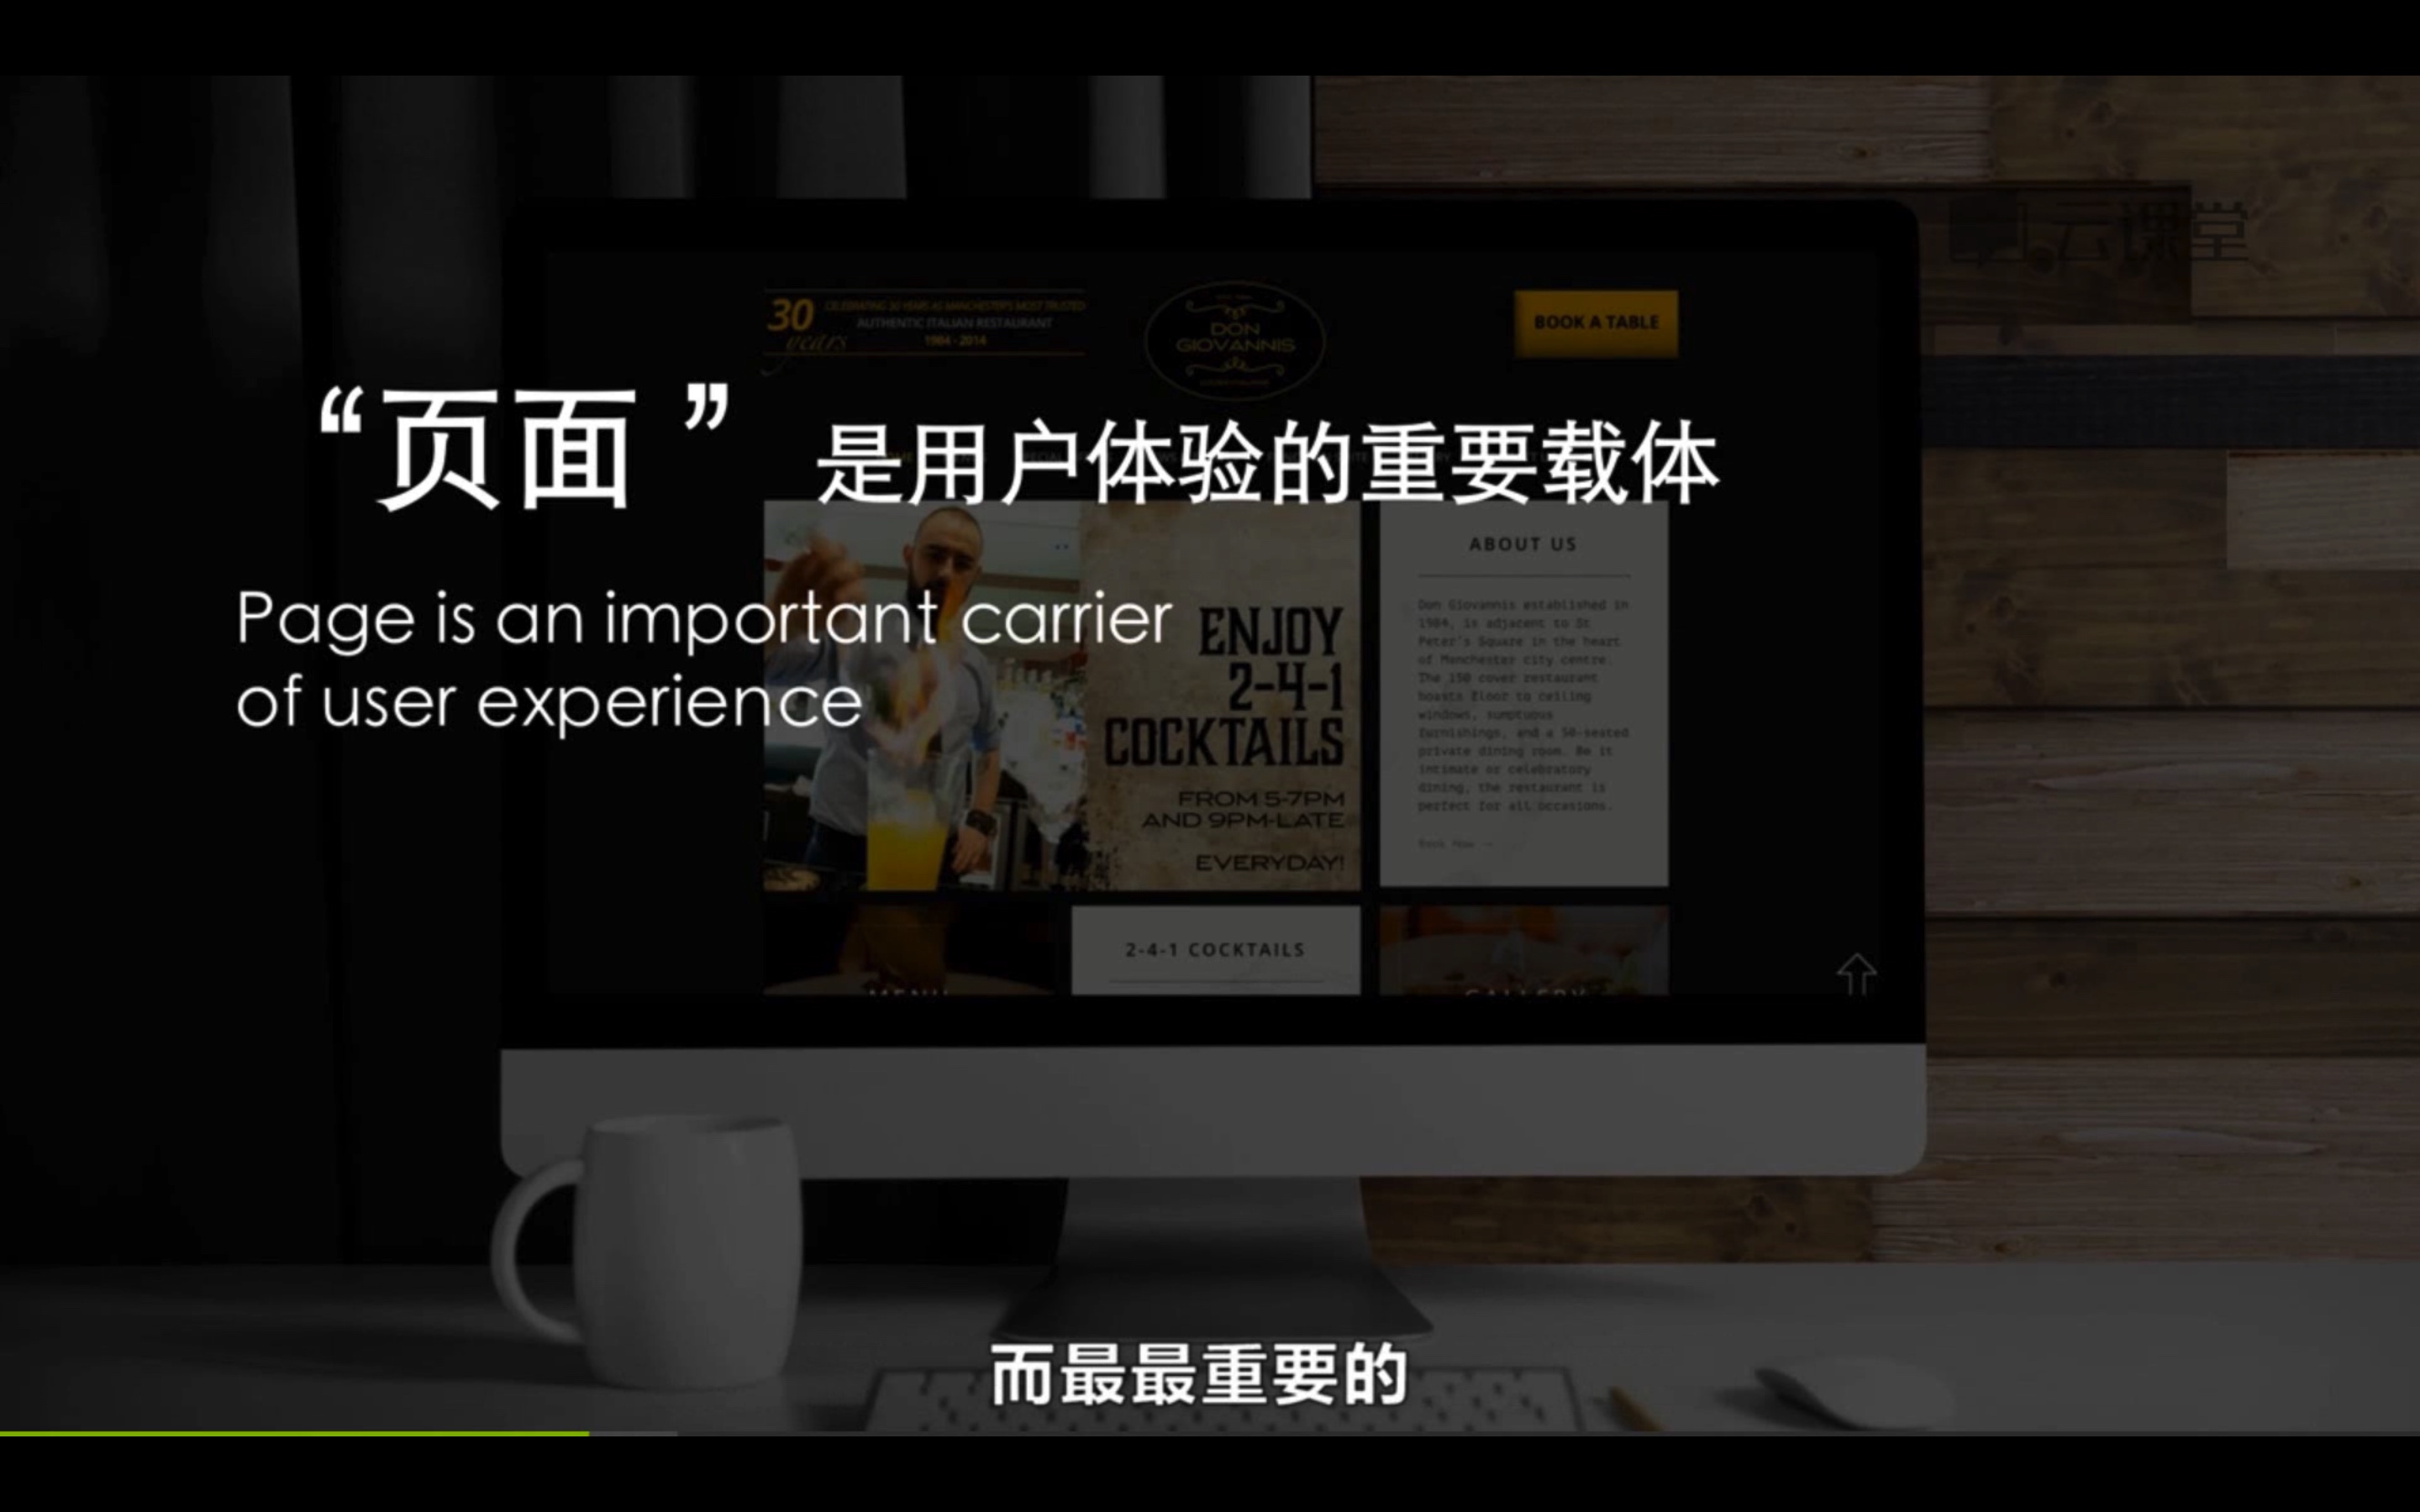 云课堂
30 years
CELEBRATING 30 YEARS AS MANCHESTER'S MOST TRUSTED
AUTHENTIC ITALIAN RESTAURANT
1984 - 2014
DON
GIOVANNIS
BOOK A TABLE
“页面 ” 是用户体验的重要载体
Page is an important carrier
of user experience
ENJOY
2-4-1
COCKTAILS
FROM 5-7PM
AND 9PM-LATE
EVERYDAY!
ABOUT US
Don Giovannis established in
1984, is adjacent to St
Peter's Square in the heart
of Manchester city centre.
The 150 cover restaurant
boasts floor to ceiling
windows, sumptuous
furnishings, and a 50-seated
private dining room. Be it
intimate or celebratory
dining, the restaurant is
perfect for all occasions.
Book Now
MENU
2-4-1 COCKTAILS
GALLERY
而最最重要的